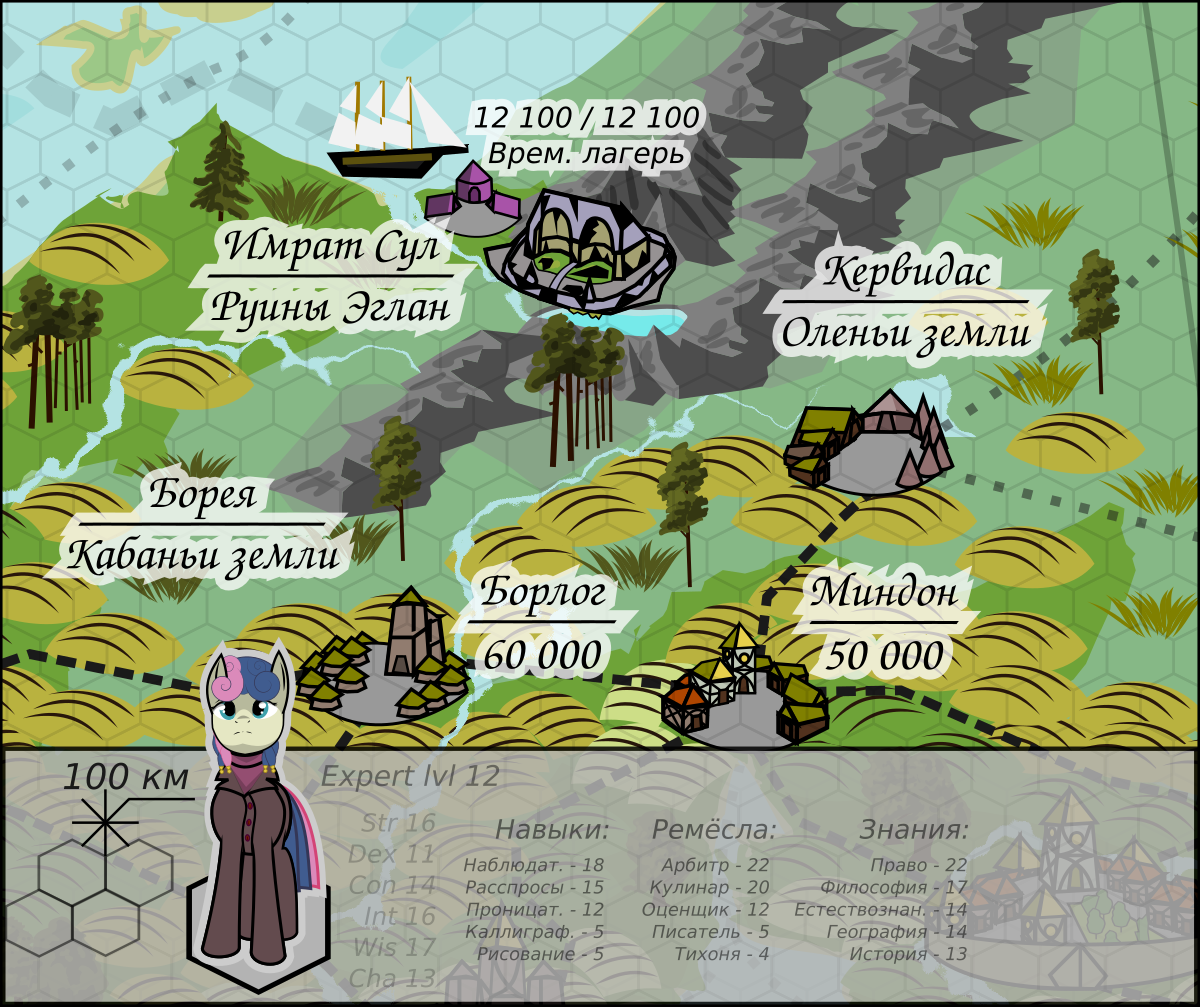 12 100 / 12 100
Врем. лагерь
Имрат Сул
Руины Эглан
Кервидас
Оленьи земли
Борея
Кабаньи земли
Борлог
60 000
Миндон
50 000
100 км
Expert lvl 12
Str 16
Dex 11
Con 14
Int 16
Wis 17
Cha 13
Навыки:
Наблюдат. - 18
Расспросы - 15
Проницат. - 12
Каллиграф. - 5
Рисование - 5
Ремёсла:
Арбитр - 22
Кулинар - 20
Оценщик - 12
Писатель - 5
Тихоня - 4
Знания:
Право - 22
Философия - 17
Естествознан. - 14
География - 14
История - 13